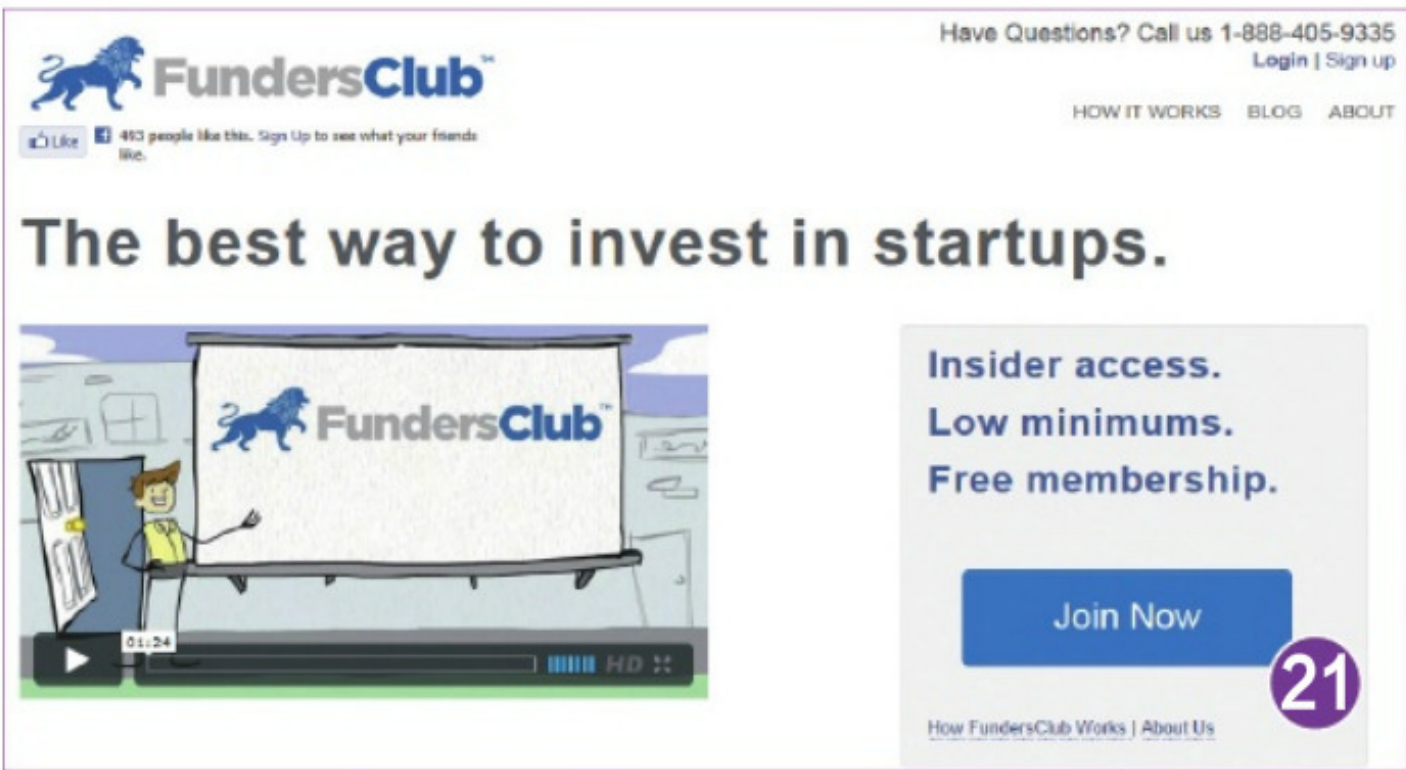 Have Questions? Call us 1-888-405-9335
Login | Sign up
FundersClub℠
HOW IT WORKS BLOG ABOUT
Like
493 people like this. Sign Up to see what your friends
like.
The best way to invest in startups.
FundersClub™
Insider access.
Low minimums.
Free membership.
Join Now
01:24
HD
21
How FundersClub Works | About Us